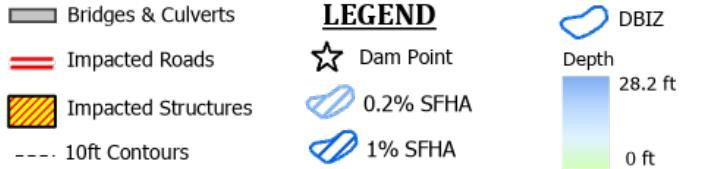 LEGEND
Bridges & Culverts
Impacted Roads
Impacted Structures
10ft Contours
Dam Point
0.2% SFHA
1% SFHA
DBIZ
Depth
28.2 ft
0 ft